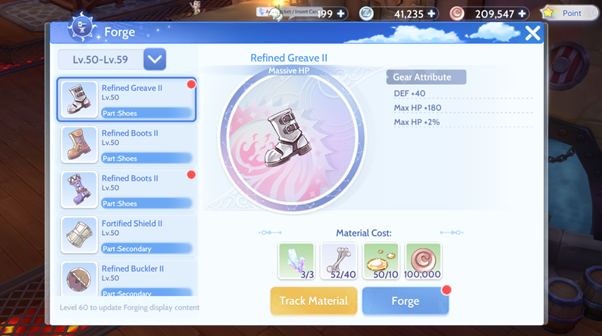 199 +
41,235 +
209,547 +
Point
Forge
Lv.50-Lv.59
Refined Greave II
Lv.50
Part:Shoes
Refined Boots II
Lv.50
Part:Shoes
Refined Boots II
Lv.50
Part:Shoes
Fortified Shield II
Lv.50
Part:Secondary
Refined Buckler II
Lv.50
Part:Secondary
Level 60 to update Forging display content
Refined Greave II
Massive HP
Gear Attribute
DEF +40
Max HP +180
Max HP +2%
Material Cost:
3/3
52/40
50/10
100,000
Track Material
Forge